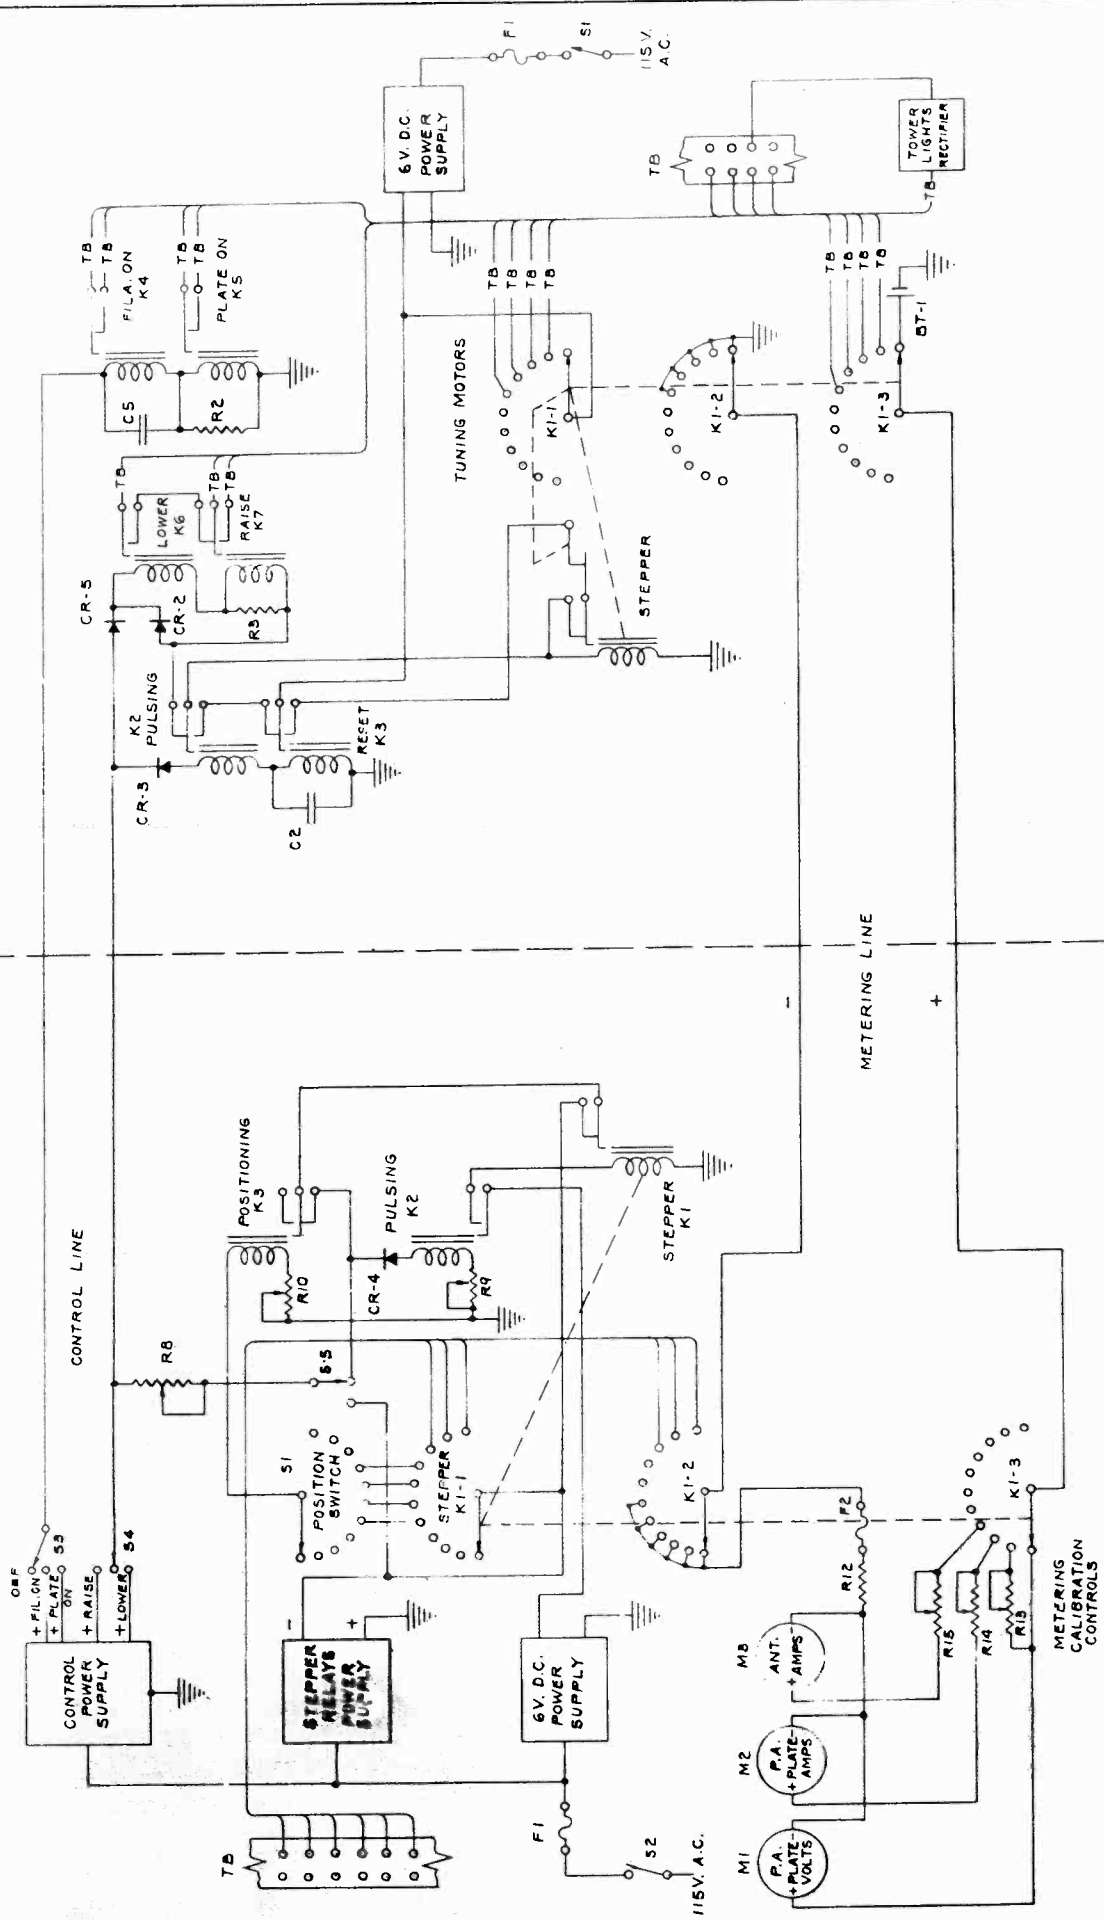 OFF
+ FIL. ON
+ PLATE
ON
S3
+ RAISE
+ LOWER
S4
CONTROL
POWER
SUPPLY
CONTROL LINE
R8
S1
POSITION
SWITCH
S-5
STEPPER
K1-1
-
STEPPER
RELAYS
POWER
SUPPLY
+
6V. D.C.
POWER
SUPPLY
TB
F1
S2
115V. A.C.
POSITIONING
K3
R10
PULSING
K2
CR-4
R9
STEPPER
K1
K1-2
F2
R12
K1-3
METERING
CALIBRATION
CONTROLS
R15
R14
R13
M3
ANT.
+ AMPS -
M2
P.A.
+ PLATE -
AMPS
M1
P.A.
+ PLATE -
VOLTS
METERING LINE
-
+
CR-5
CR-2
R3
LOWER
K6
RAISE
K7
TB
TB
TB
C5
R2
FILA. ON
K4
PLATE ON
K5
TB
TB
TB
TB
K2
PULSING
CR-3
RESET
K3
C2
6V. D.C.
POWER
SUPPLY
F1
S1
115V.
A.C.
TUNING MOTORS
TB
TB
TB
TB
K1-1
STEPPER
K1-2
K1-3
TB
TB
TB
TB
BT-1
TB
TB
TOWER
LIGHTS
RECTIFIER